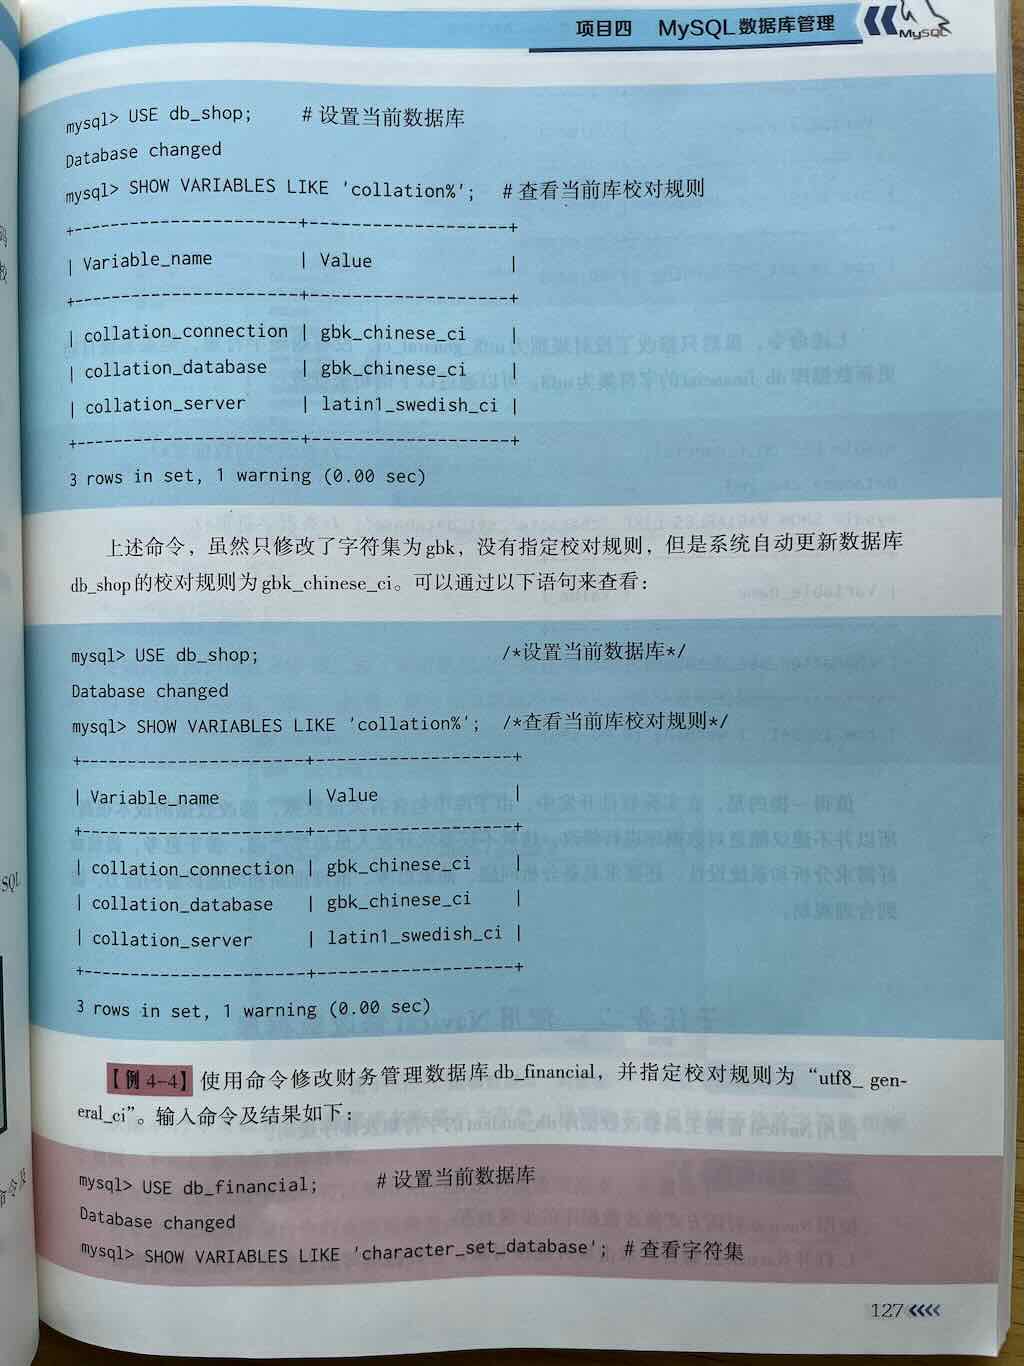 项目四 MySQL数据库管理
MySQL
mysql> USE db_shop; # 设置当前数据库
Database changed
mysql> SHOW VARIABLES LIKE 'collation%'; # 查看当前库校对规则
+----------------------+-------------------+
| Variable_name | Value |
+----------------------+-------------------+
| collation_connection | gbk_chinese_ci |
| collation_database | gbk_chinese_ci |
| collation_server | latin1_swedish_ci |
+----------------------+-------------------+
3 rows in set, 1 warning (0.00 sec)
上述命令，虽然只修改了字符集为gbk，没有指定校对规则，但是系统自动更新数据库
db_shop的校对规则为gbk_chinese_ci。可以通过以下语句来查看：
mysql> USE db_shop; /*设置当前数据库*/
Database changed
mysql> SHOW VARIABLES LIKE 'collation%'; /*查看当前库校对规则*/
+----------------------+-------------------+
| Variable_name | Value |
+----------------------+-------------------+
| collation_connection | gbk_chinese_ci |
| collation_database | gbk_chinese_ci |
| collation_server | latin1_swedish_ci |
+----------------------+-------------------+
3 rows in set, 1 warning (0.00 sec)
【例 4-4】 使用命令修改财务管理数据库db_financial，并指定校对规则为“utf8_ gen-
eral_ci”。输入命令及结果如下：
mysql> USE db_financial; # 设置当前数据库
Database changed
mysql> SHOW VARIABLES LIKE 'character_set_database'; # 查看字符集
127